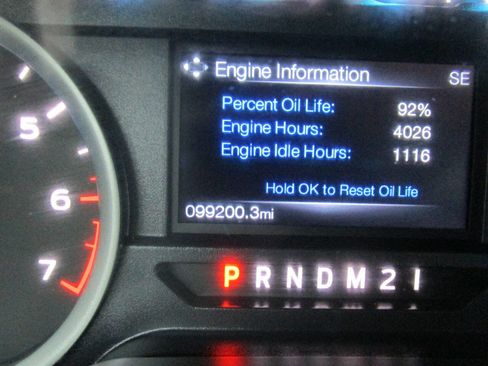 Engine Information SE
Percent Oil Life: 92%
Engine Hours: 4026
Engine Idle Hours: 1116
Hold OK to Reset Oil Life
099200.3mi
5
6
7
P R N D M 2 1